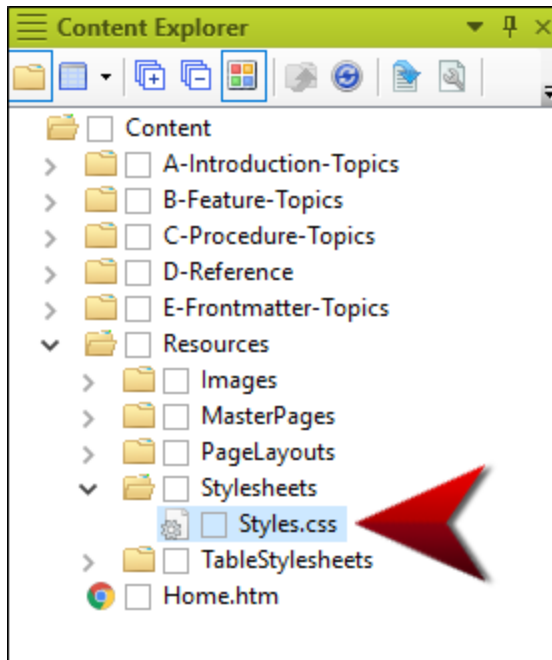 Content Explorer
Content
A-Introduction-Topics
B-Feature-Topics
C-Procedure-Topics
D-Reference
E-Frontmatter-Topics
Resources
Images
MasterPages
PageLayouts
Stylesheets
Styles.css
TableStylesheets
Home.htm